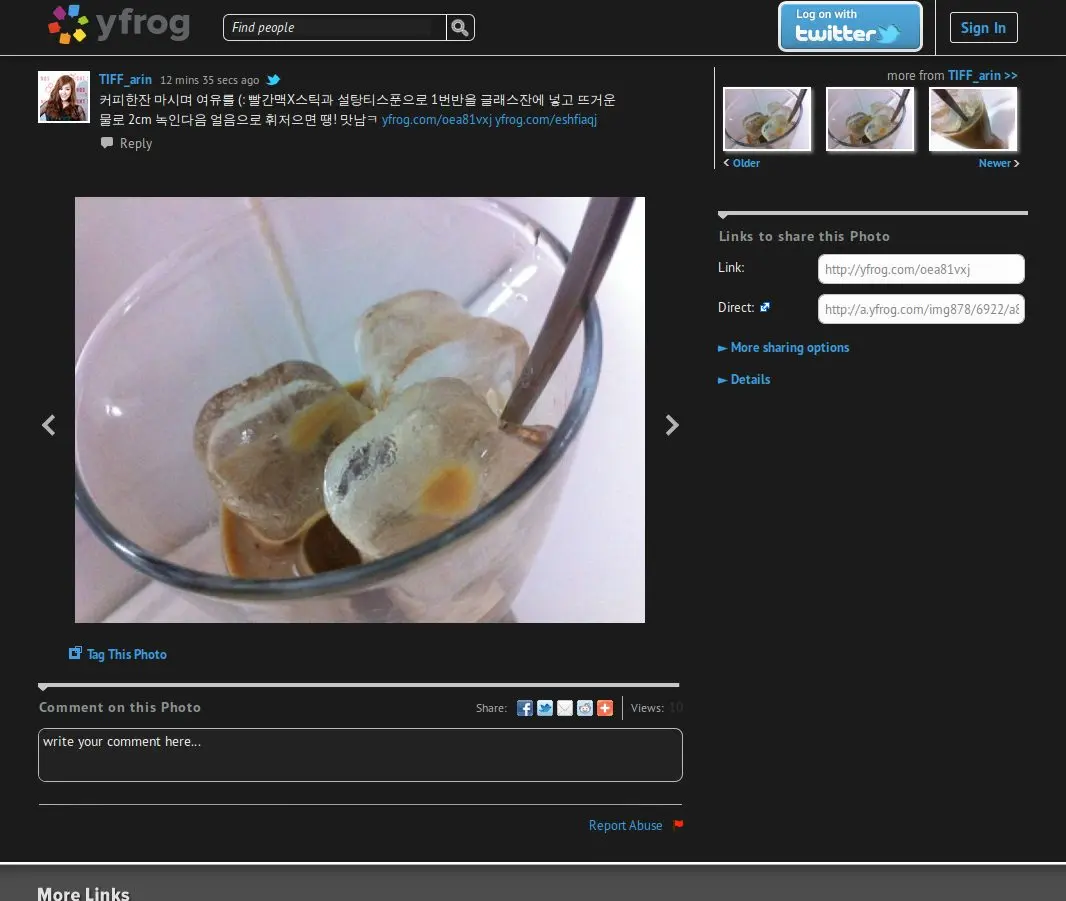 yfrog
Find people
Log on with
twitter
Sign In
TIFF_arin 12 mins 35 secs ago
커피한잔 마시며 여유를 (: 빨간맥X스틱과 설탕티스푼으로 1번반을 글래스잔에 넣고 뜨거운
물로 2cm 녹인다음 얼음으로 휘저으면 땡! 맛남ㅋ yfrog.com/oea81vxj yfrog.com/eshfiaqj
Reply
more from TIFF_arin >>
Older
Newer
Links to share this Photo
Link: http://yfrog.com/oea81vxj
Direct: http://a.yfrog.com/img878/6922/a8
More sharing options
Details
Tag This Photo
Comment on this Photo
Share:
Views: 10
write your comment here...
Report Abuse
More Links